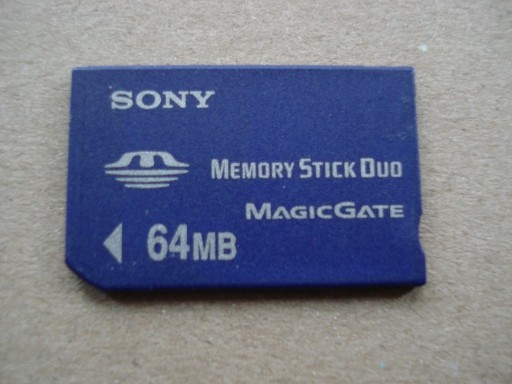 SONY
MEMORY STICK DUO
MAGICGATE
64MB